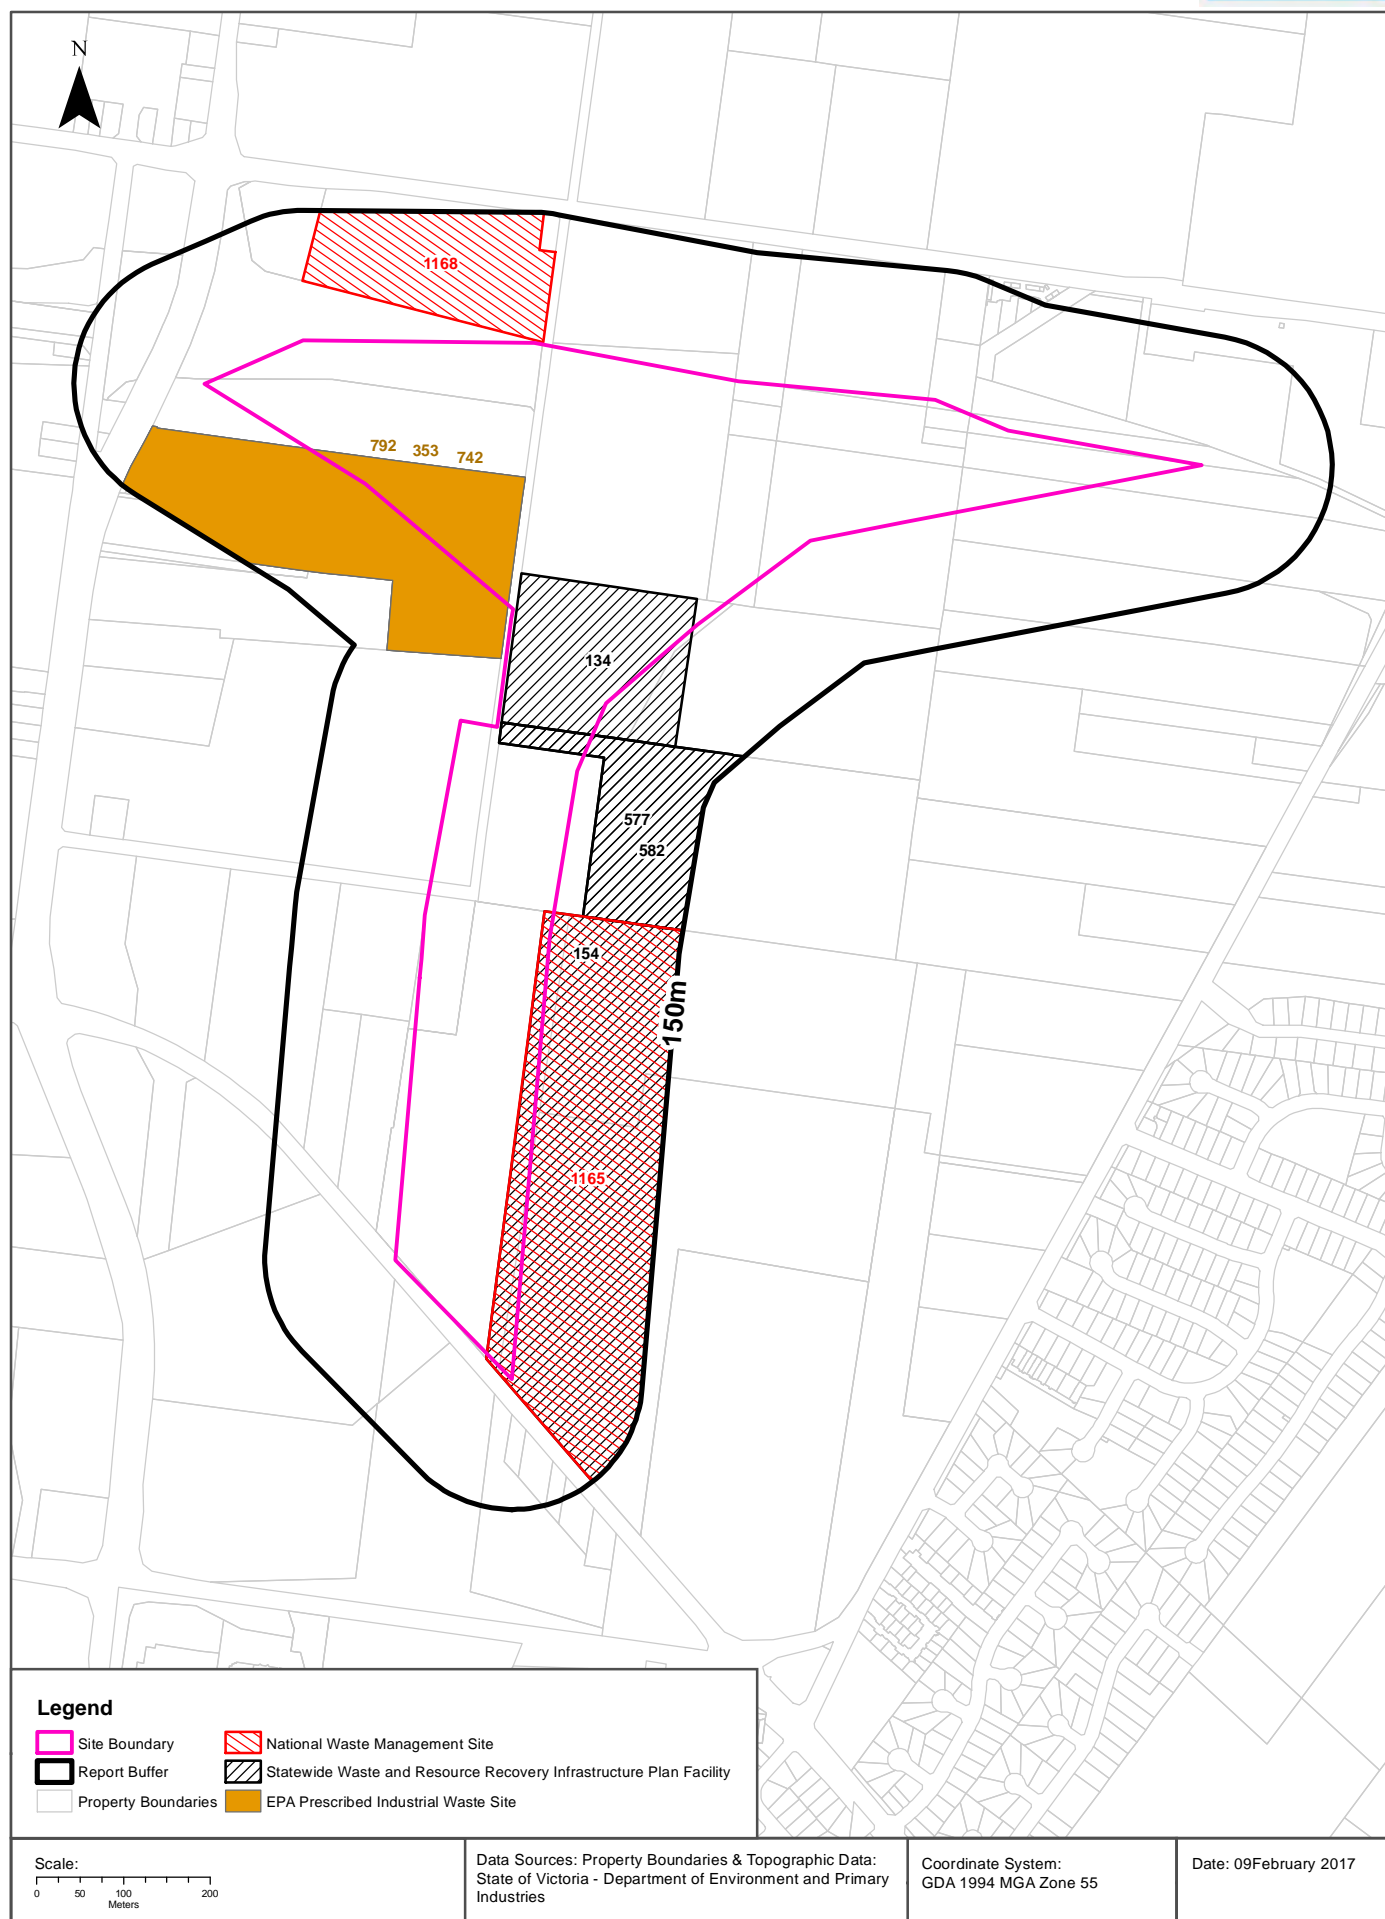 N
1168
792 353 742
134
577
582
154
150m
1165
Legend
Site Boundary
Report Buffer
Property Boundaries
National Waste Management Site
Statewide Waste and Resource Recovery Infrastructure Plan Facility
EPA Prescribed Industrial Waste Site
Scale:
0 50 100 200
Meters
Data Sources: Property Boundaries & Topographic Data:
State of Victoria - Department of Environment and Primary
Industries
Coordinate System:
GDA 1994 MGA Zone 55
Date: 09February 2017